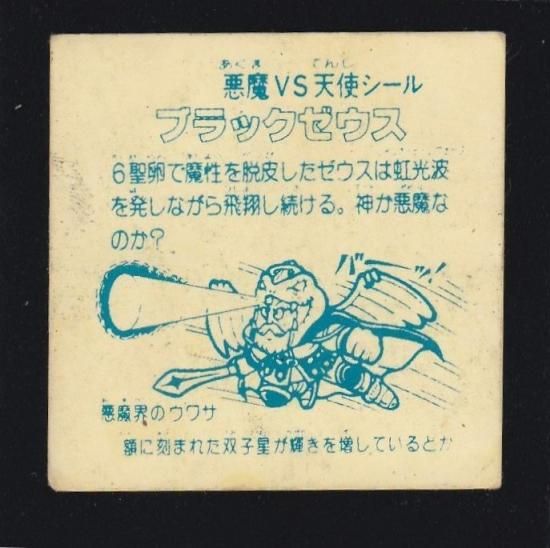 あくま てんし
悪魔VS天使シール
ブラックゼウス
6聖卵で魔性を脱皮したゼウスは虹光波
を発しながら飛翔し続ける。神か悪魔な
のか?
バッ
悪魔界のウワサ
額に刻まれた双子星が輝きを増しているとか